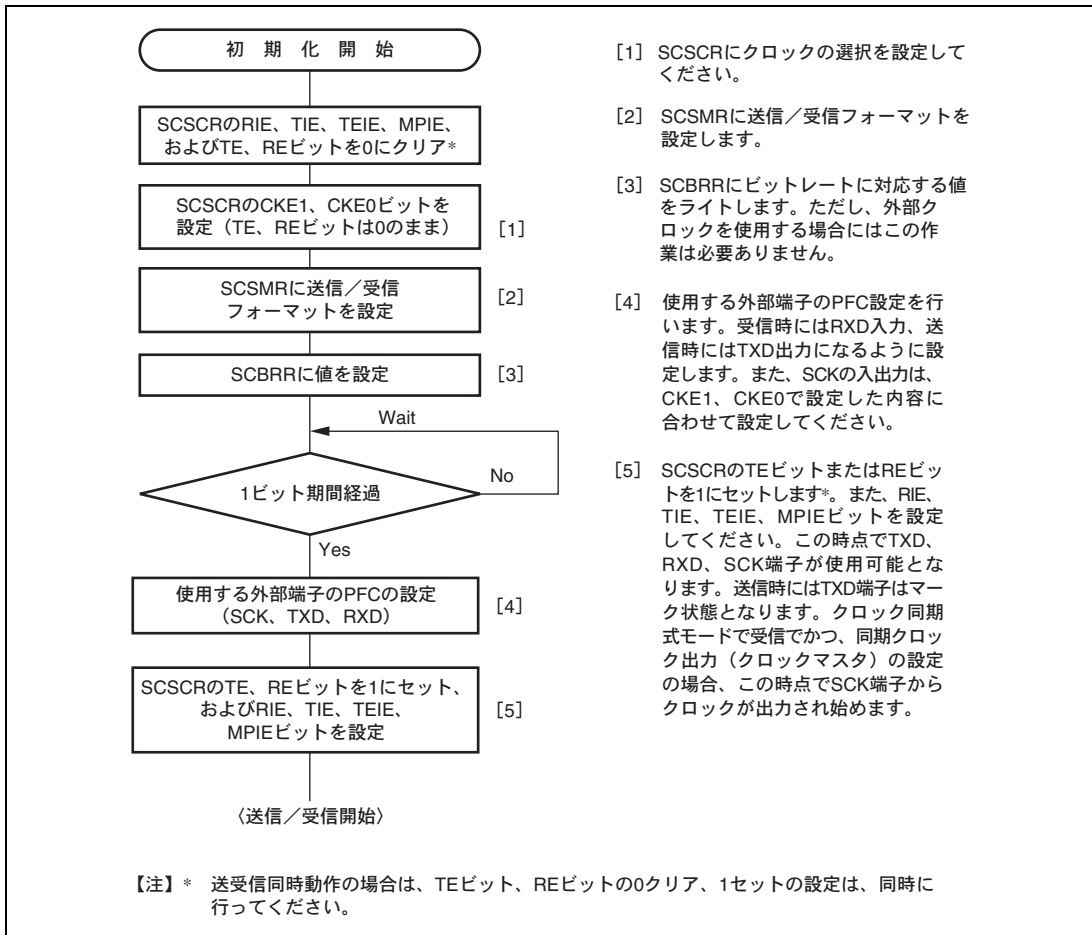 初 期 化 開 始
SCSCRのRIE、TIE、TEIE、MPIE、
およびTE、REビットを0にクリア*
SCSCRのCKE1、CKE0ビットを
設定（TE、REビットは0のまま）
[1]
SCSMRに送信／受信
フォーマットを設定
[2]
SCBRRに値を設定
[3]
Wait
1ビット期間経過
No
Yes
使用する外部端子のPFCの設定
（SCK、TXD、RXD）
[4]
SCSCRのTE、REビットを1にセット、
およびRIE、TIE、TEIE、
MPIEビットを設定
[5]
〈送信／受信開始〉
[1] SCSCRにクロックの選択を設定して
ください。
[2] SCSMRに送信／受信フォーマットを
設定します。
[3] SCBRRにビットレートに対応する値
をライトします。ただし、外部ク
ロックを使用する場合にはこの作
業は必要ありません。
[4] 使用する外部端子のPFC設定を行
います。受信時にはRXD入力、送
信時にはTXD出力になるように設
定します。また、SCKの入出力は、
CKE1、CKE0で設定した内容に
合わせて設定してください。
[5] SCSCRのTEビットまたはREビッ
トを1にセットします*。また、RIE、
TIE、TEIE、MPIEビットを設定
してください。この時点でTXD、
RXD、SCK端子が使用可能とな
ります。送信時にはTXD端子はマー
ク状態となります。クロック同期
式モードで受信でかつ、同期クロッ
ク出力（クロックマスタ）の設定
の場合、この時点でSCK端子から
クロックが出力され始めます。
【注】* 送受信同時動作の場合は、TEビット、REビットの0クリア、1セットの設定は、同時に
行ってください。